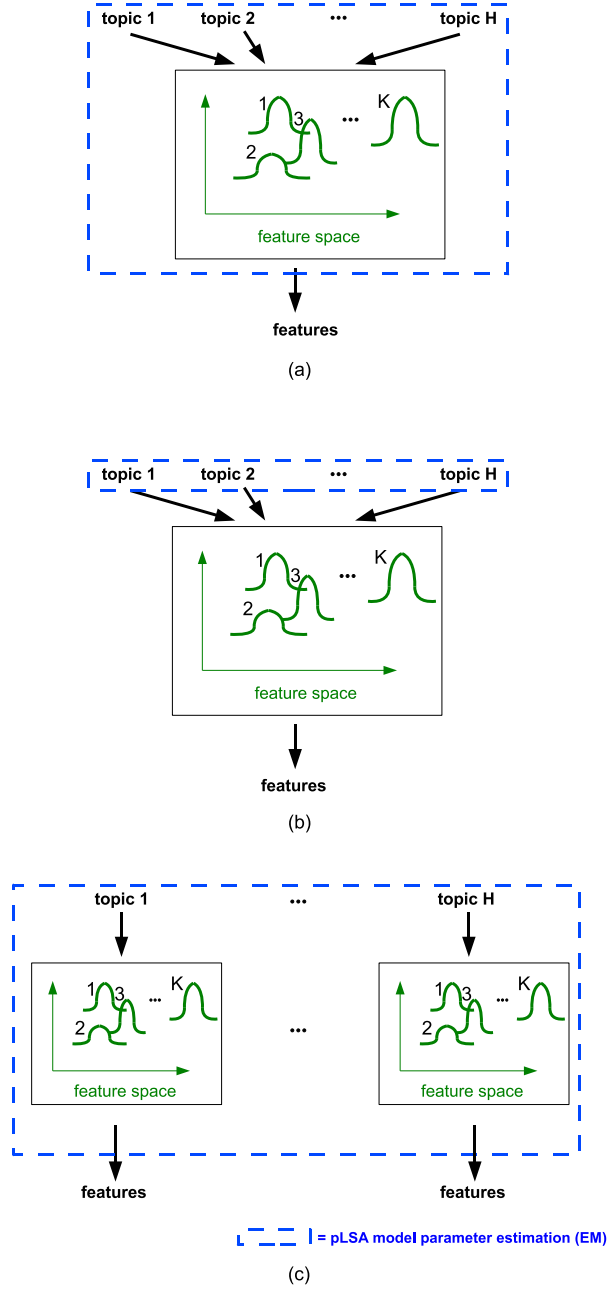 topic 1 topic 2 ... topic H
1 3 ... K
2
feature space
features
(a)
topic 1 topic 2 ... topic H
1 3 ... K
2
feature space
features
(b)
topic 1 ... topic H
1 3 ... K 1 3 ... K
2 ... 2
feature space feature space
features features
= pLSA model parameter estimation (EM)
(c)